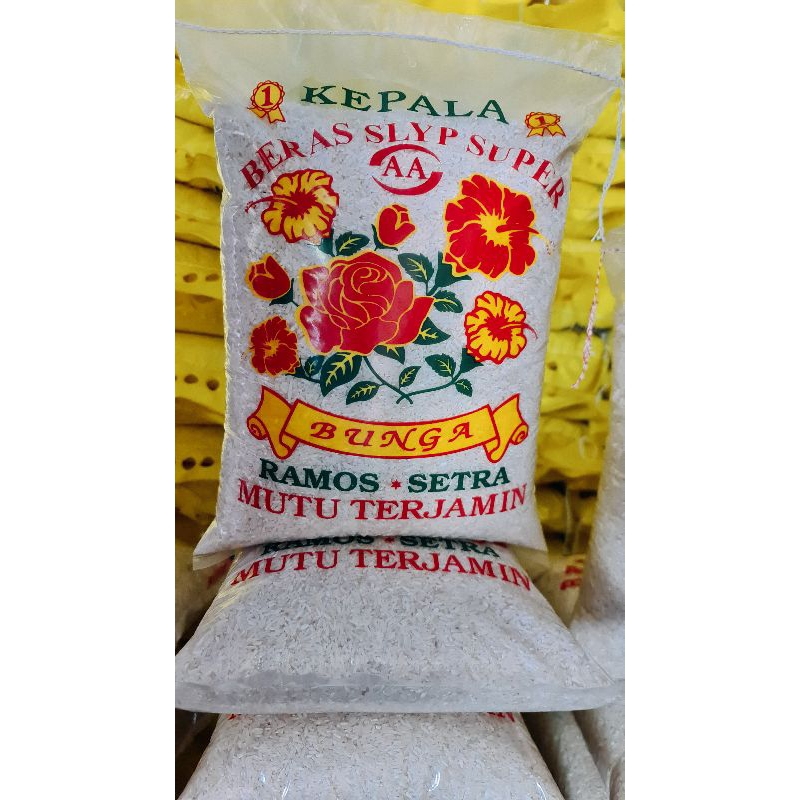 1 KEPALA 1
BERAS SLYP SUPER
AA
BUNGA
RAMOS * SETRA
MUTU TERJAMIN
RAMOS * SETRA
MUTU TERJAMIN